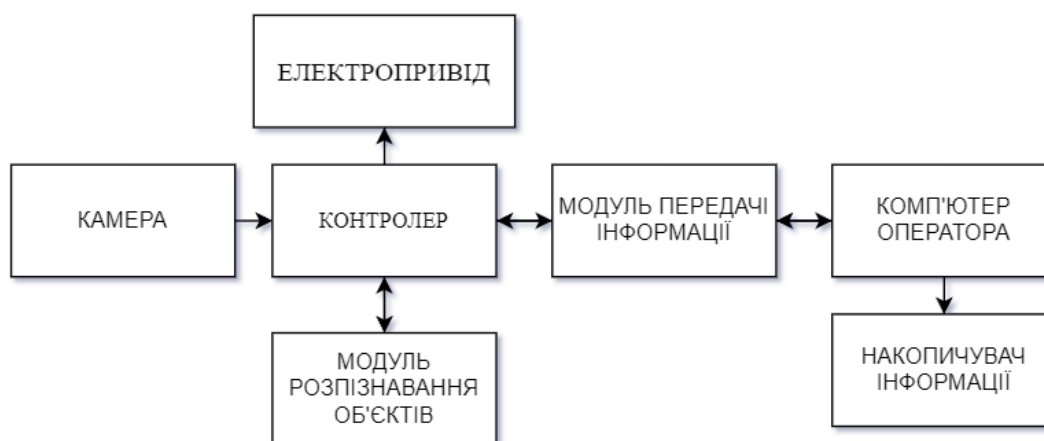 ЕЛЕКТРОПРИВІД
КАМЕРА
КОНТРОЛЕР
МОДУЛЬ ПЕРЕДАЧІ
ІНФОРМАЦІЇ
КОМП'ЮТЕР
ОПЕРАТОРА
МОДУЛЬ
РОЗПІЗНАВАННЯ
ОБ'ЄКТІВ
НАКОПИЧУВАЧ
ІНФОРМАЦІЇ